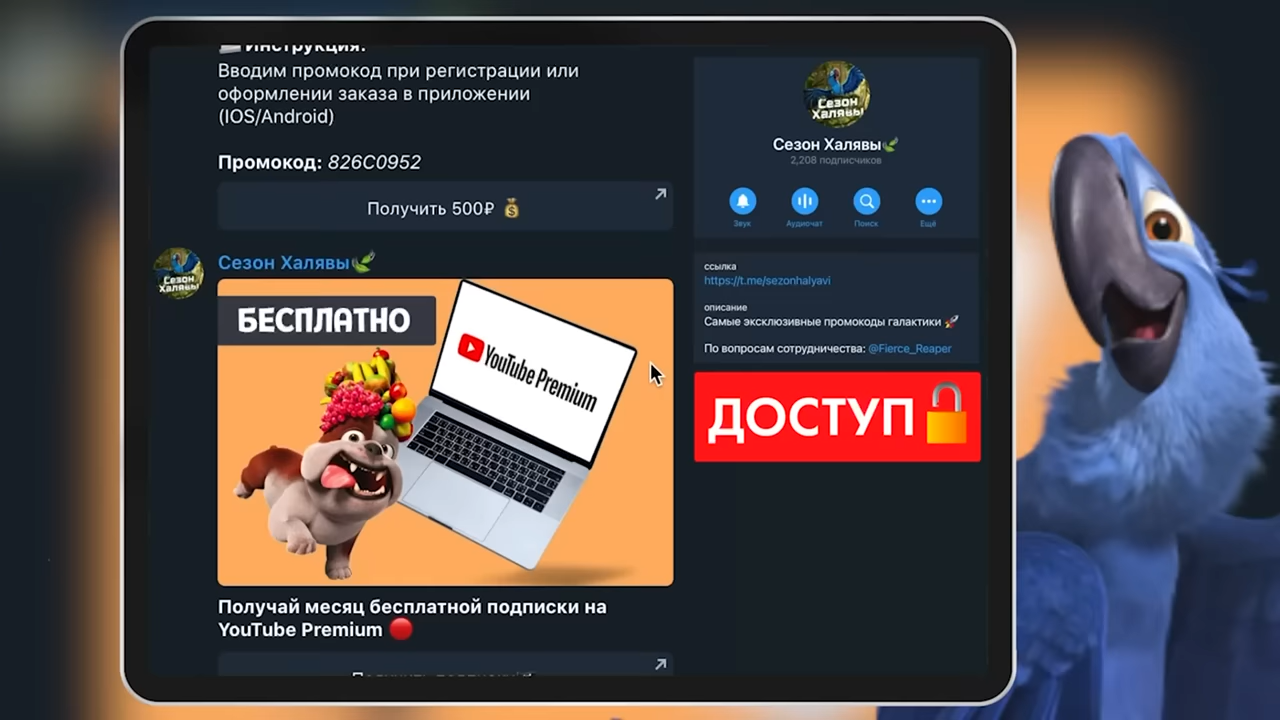 Инструкция:
Вводим промокод при регистрации или
оформлении заказа в приложении
(IOS/Android)
Промокод: 826C0952
Получить 500₽
Сезон Халявы
Сезон Халявы
БЕСПЛАТНО
YouTube Premium
Получай месяц бесплатной подписки на
YouTube Premium
Сезон
Халявы
Сезон Халявы
2,208 подписчиков
Звук
Аудиочат
Поиск
Ещё
ссылка
https://t.me/sezonhalyavi
описание
Самые эксклюзивные промокоды галактики
По вопросам сотрудничества: @Fierce_Reaper
ДОСТУП